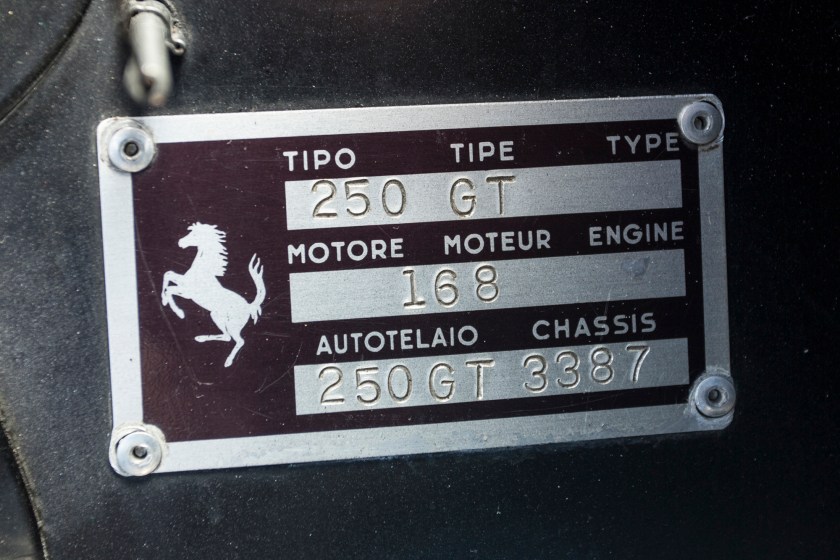 TIPO TIPE TYPE
250 GT
MOTORE MOTEUR ENGINE
168
AUTOTELAIO CHASSIS
250GT 3387